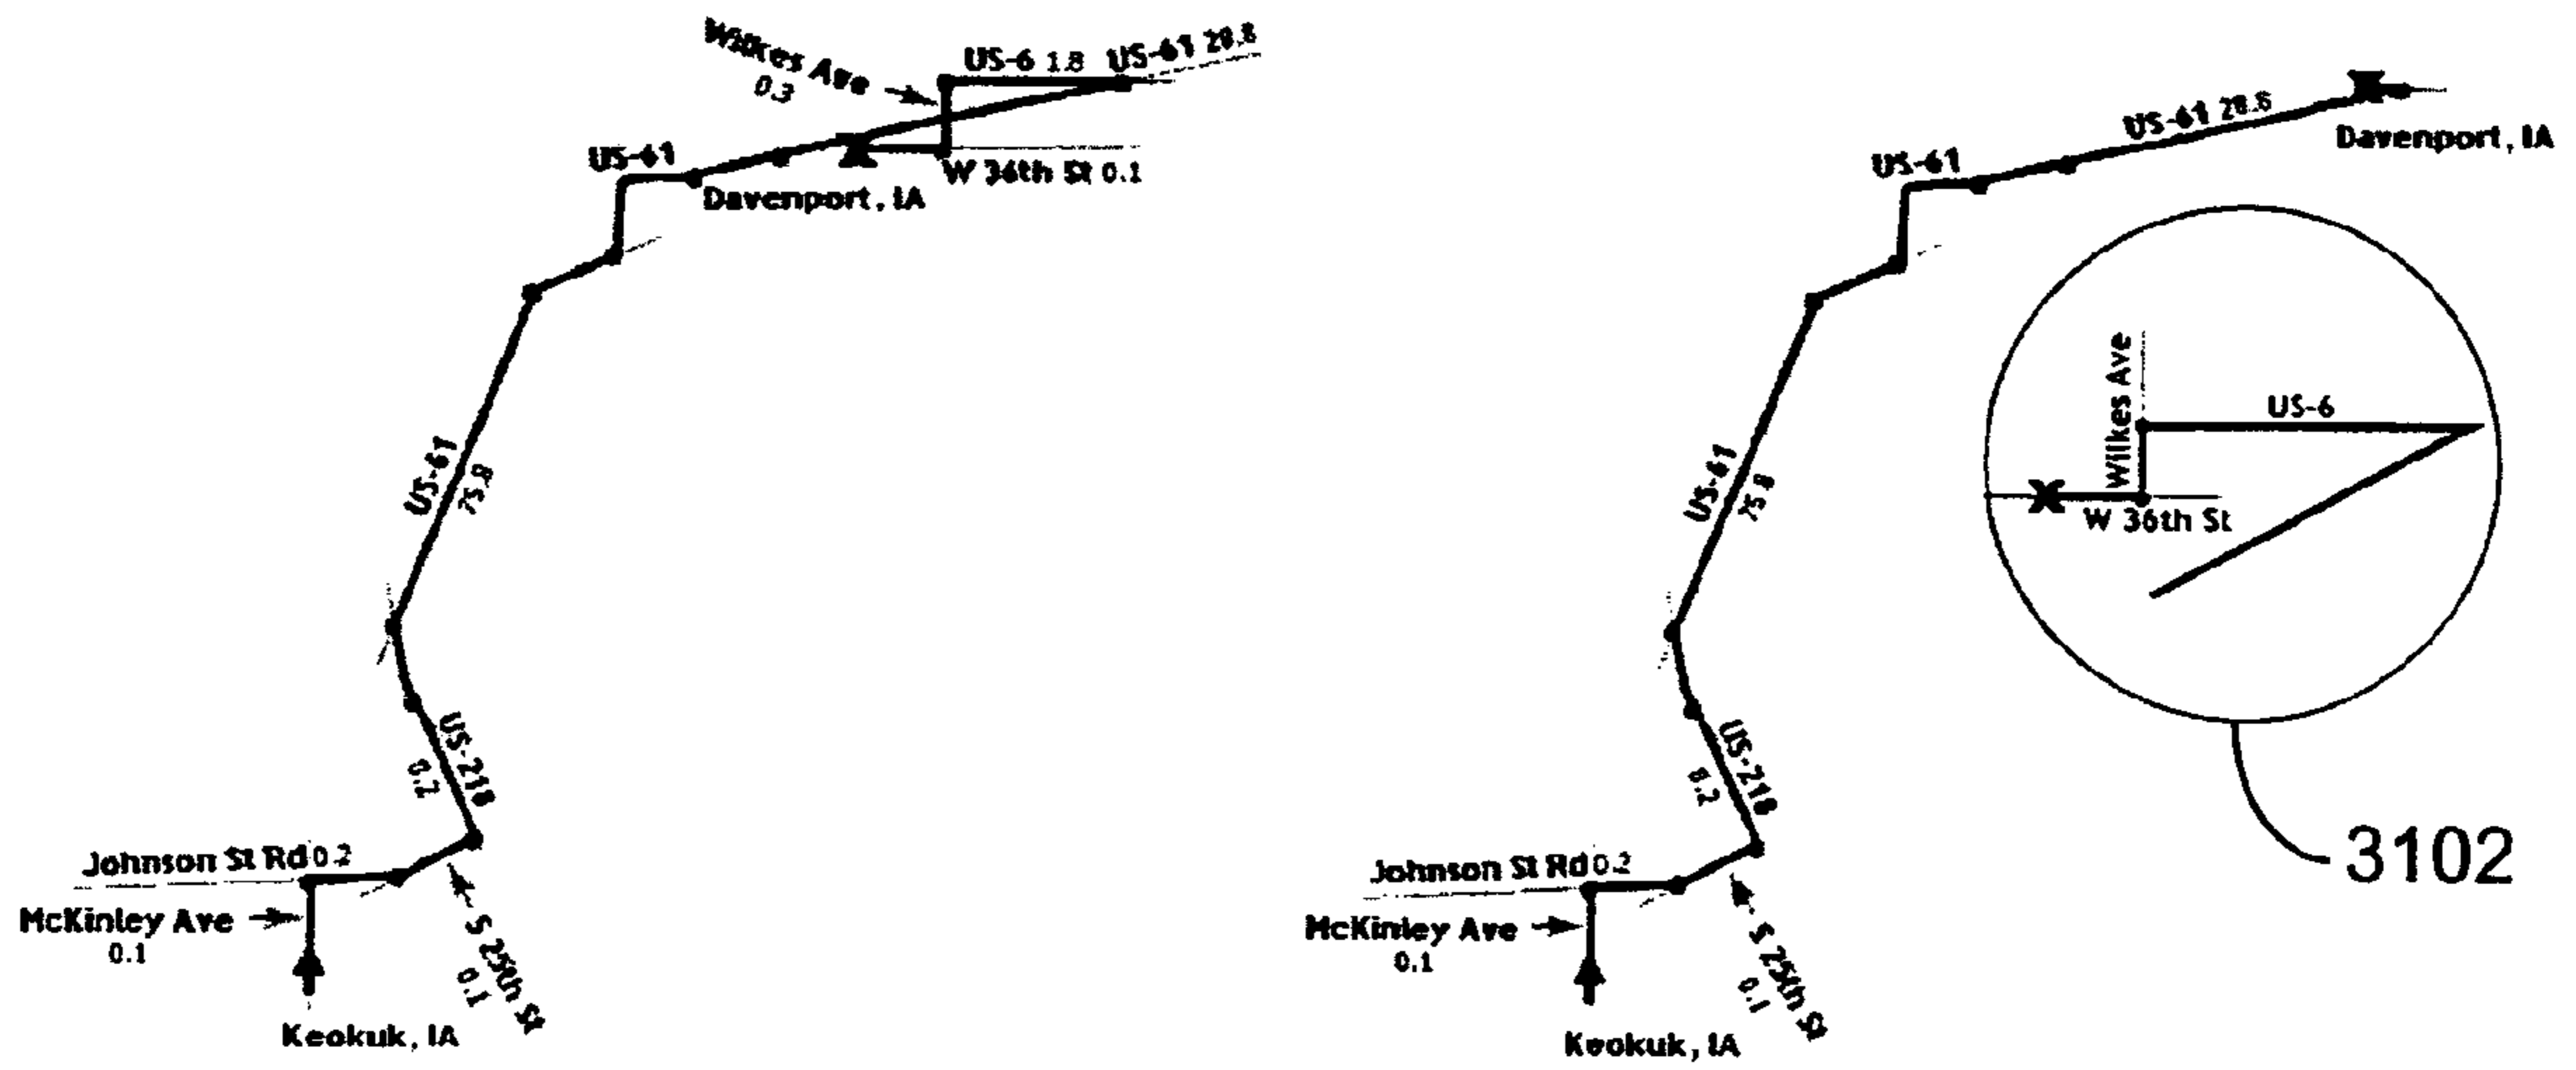 Wilkes Ave
0.3
US-6 1.8
US-61 28.8
US-61
W 36th St 0.1
Davenport, IA
US-61
75.8
US-218
Johnson St Rd 0.2
McKinley Ave
0.1
S 25th St
0.1
Keokuk, IA
US-61 28.8
Davenport, IA
US-61
Wilkes Ave
US-6
W 36th St
US-61
75.8
US-218
8.2
3102
Johnson St Rd 0.2
McKinley Ave
0.1
S 25th St
0.1
Keokuk, IA